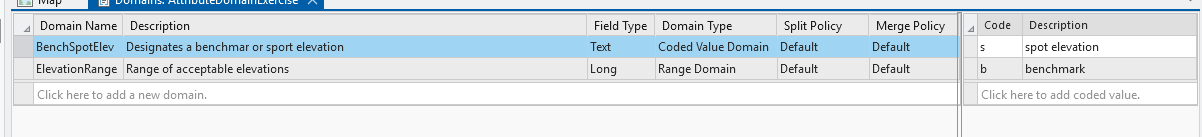 Map Domains: AttributeDomainExercise
Domain Name Description Field Type Domain Type Split Policy Merge Policy Code Description
BenchSpotElev Designates a benchmar or sport elevation Text Coded Value Domain Default Default s spot elevation
ElevationRange Range of acceptable elevations Long Range Domain Default Default b benchmark
Click here to add a new domain. Click here to add coded value.